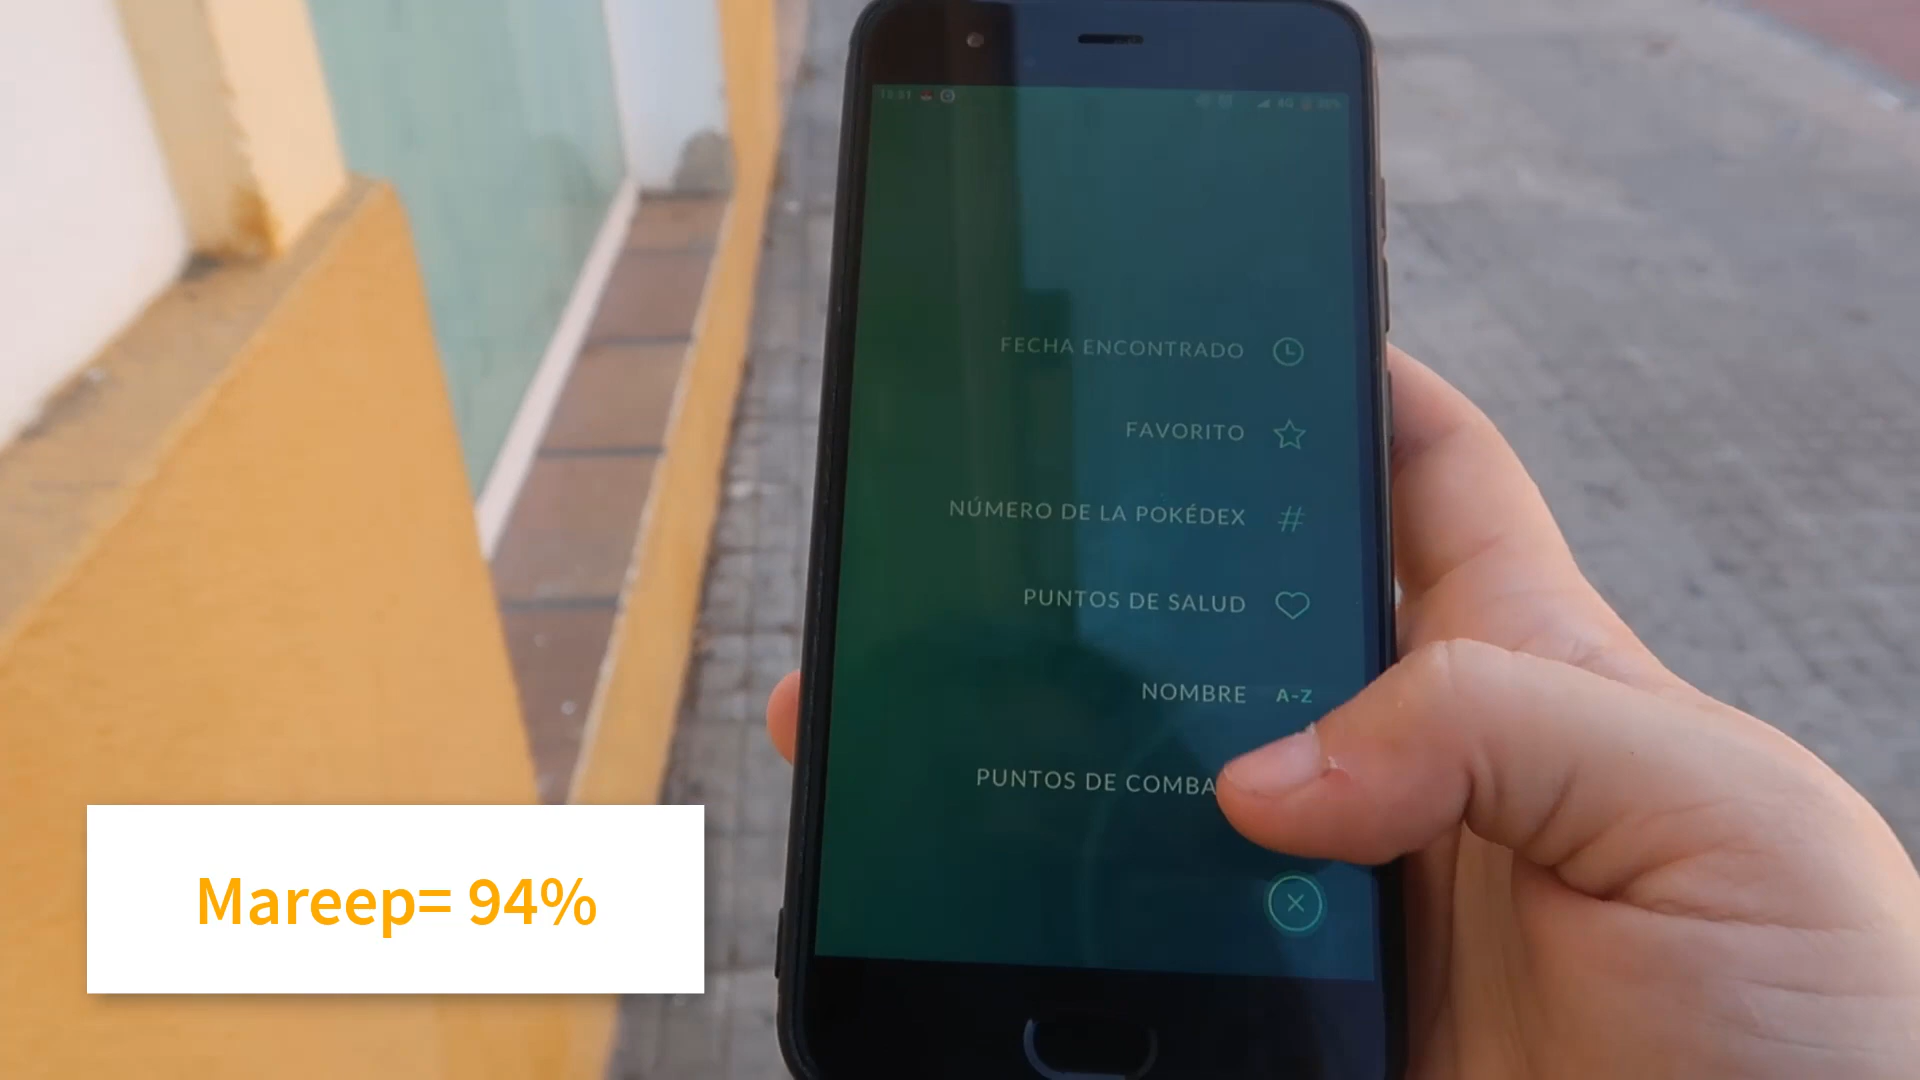 FECHA ENCONTRADO
FAVORITO
NÚMERO DE LA POKÉDEX #
PUNTOS DE SALUD
NOMBRE A-Z
PUNTOS DE COMBA
Mareep= 94%